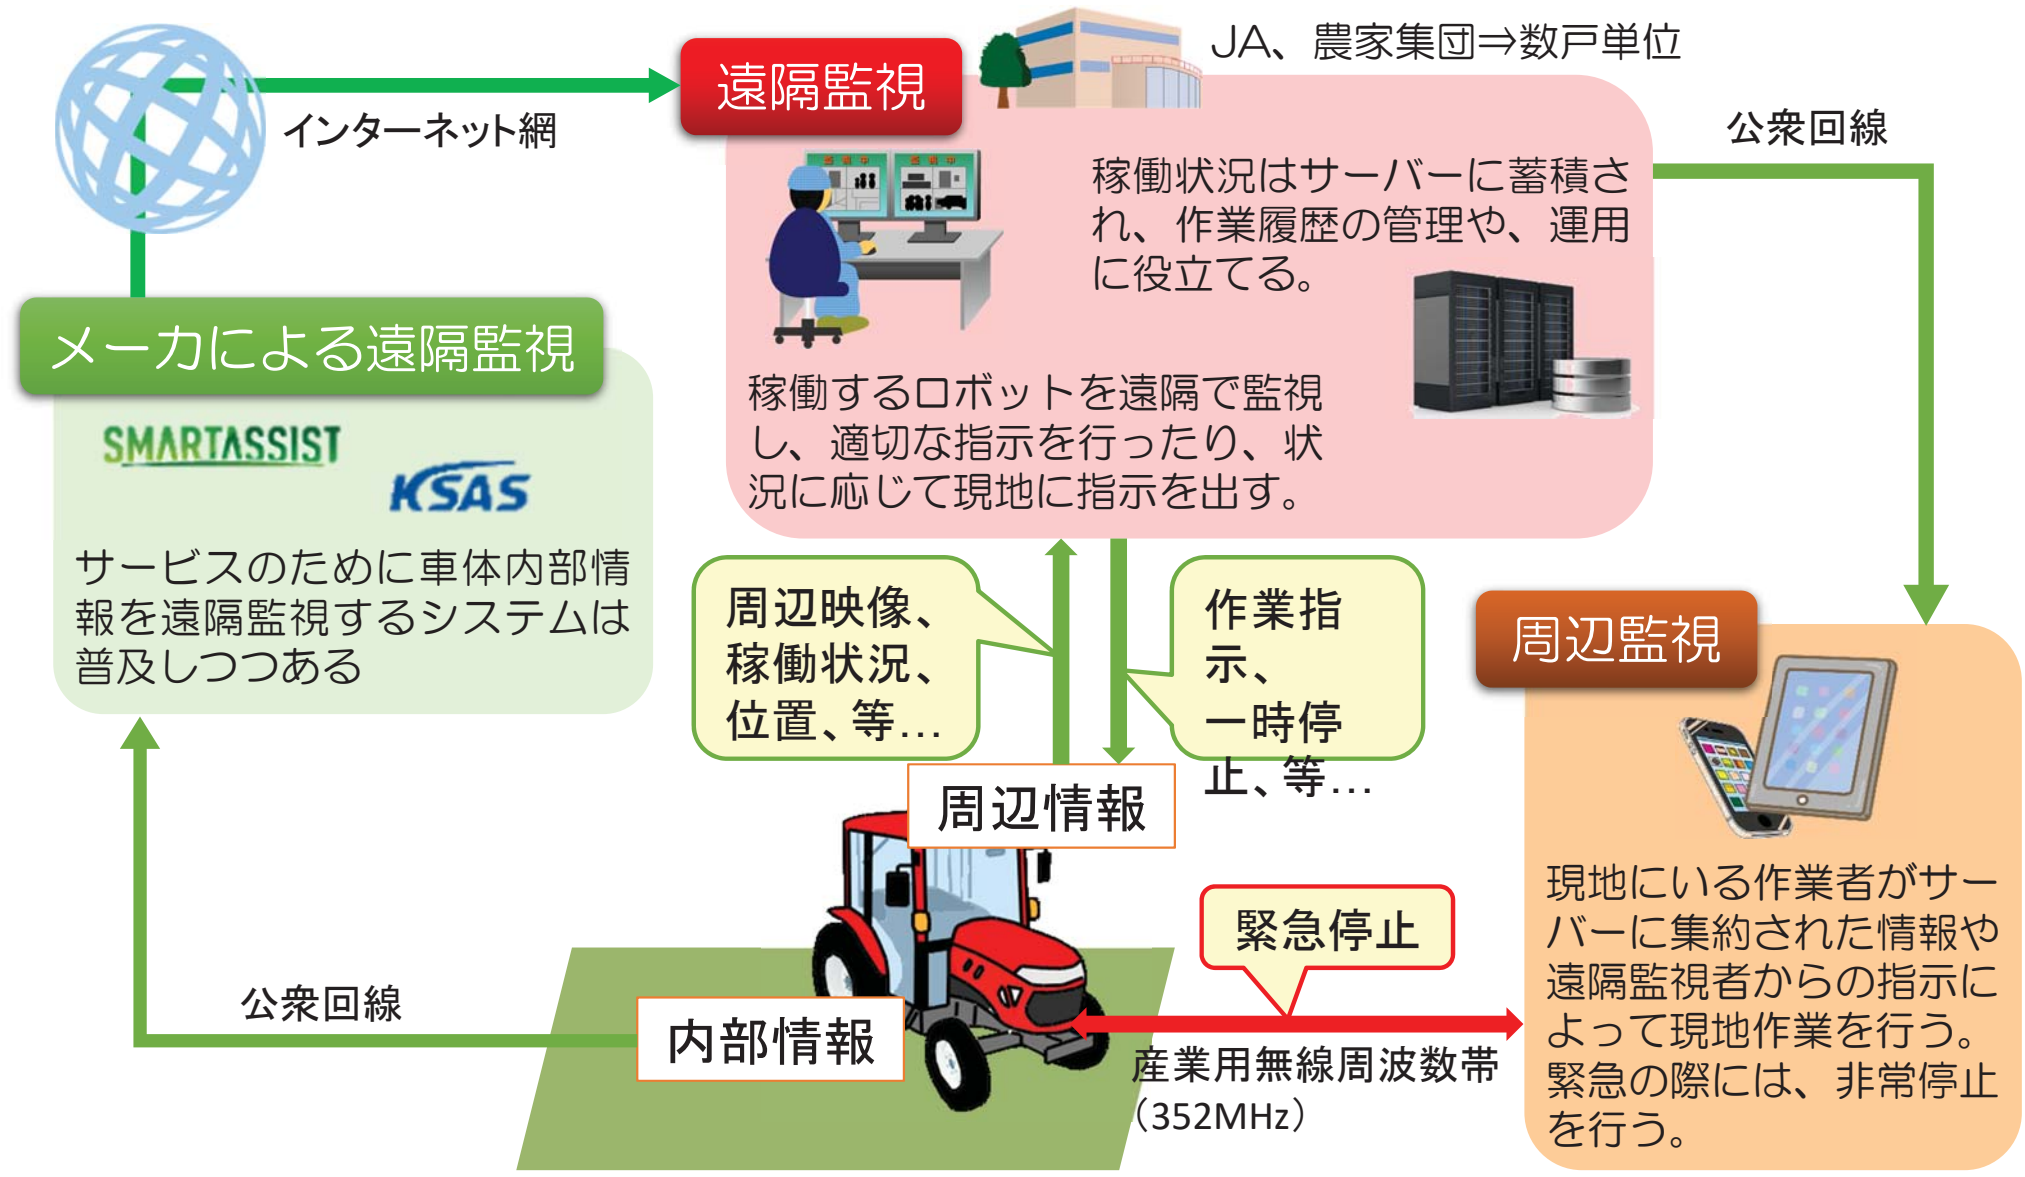 JA、農家集団⇒数戸単位
遠隔監視
インターネット網
公衆回線
稼働状況はサーバーに蓄積さ
れ、作業履歴の管理や、運用
に役立てる。
稼働するロボットを遠隔で監視
し、適切な指示を行ったり、状
況に応じて現地に指示を出す。
メーカによる遠隔監視
SMARTASSIST
KSAS
サービスのために車体内部情
報を遠隔監視するシステムは
普及しつつある
周辺映像、
稼働状況、
位置、等…
作業指
示、
一時停
止、等…
周辺監視
周辺情報
現地にいる作業者がサー
バーに集約された情報や
遠隔監視者からの指示に
よって現地作業を行う。
緊急の際には、非常停止
を行う。
緊急停止
公衆回線
内部情報
産業用無線周波数帯
（352MHz）